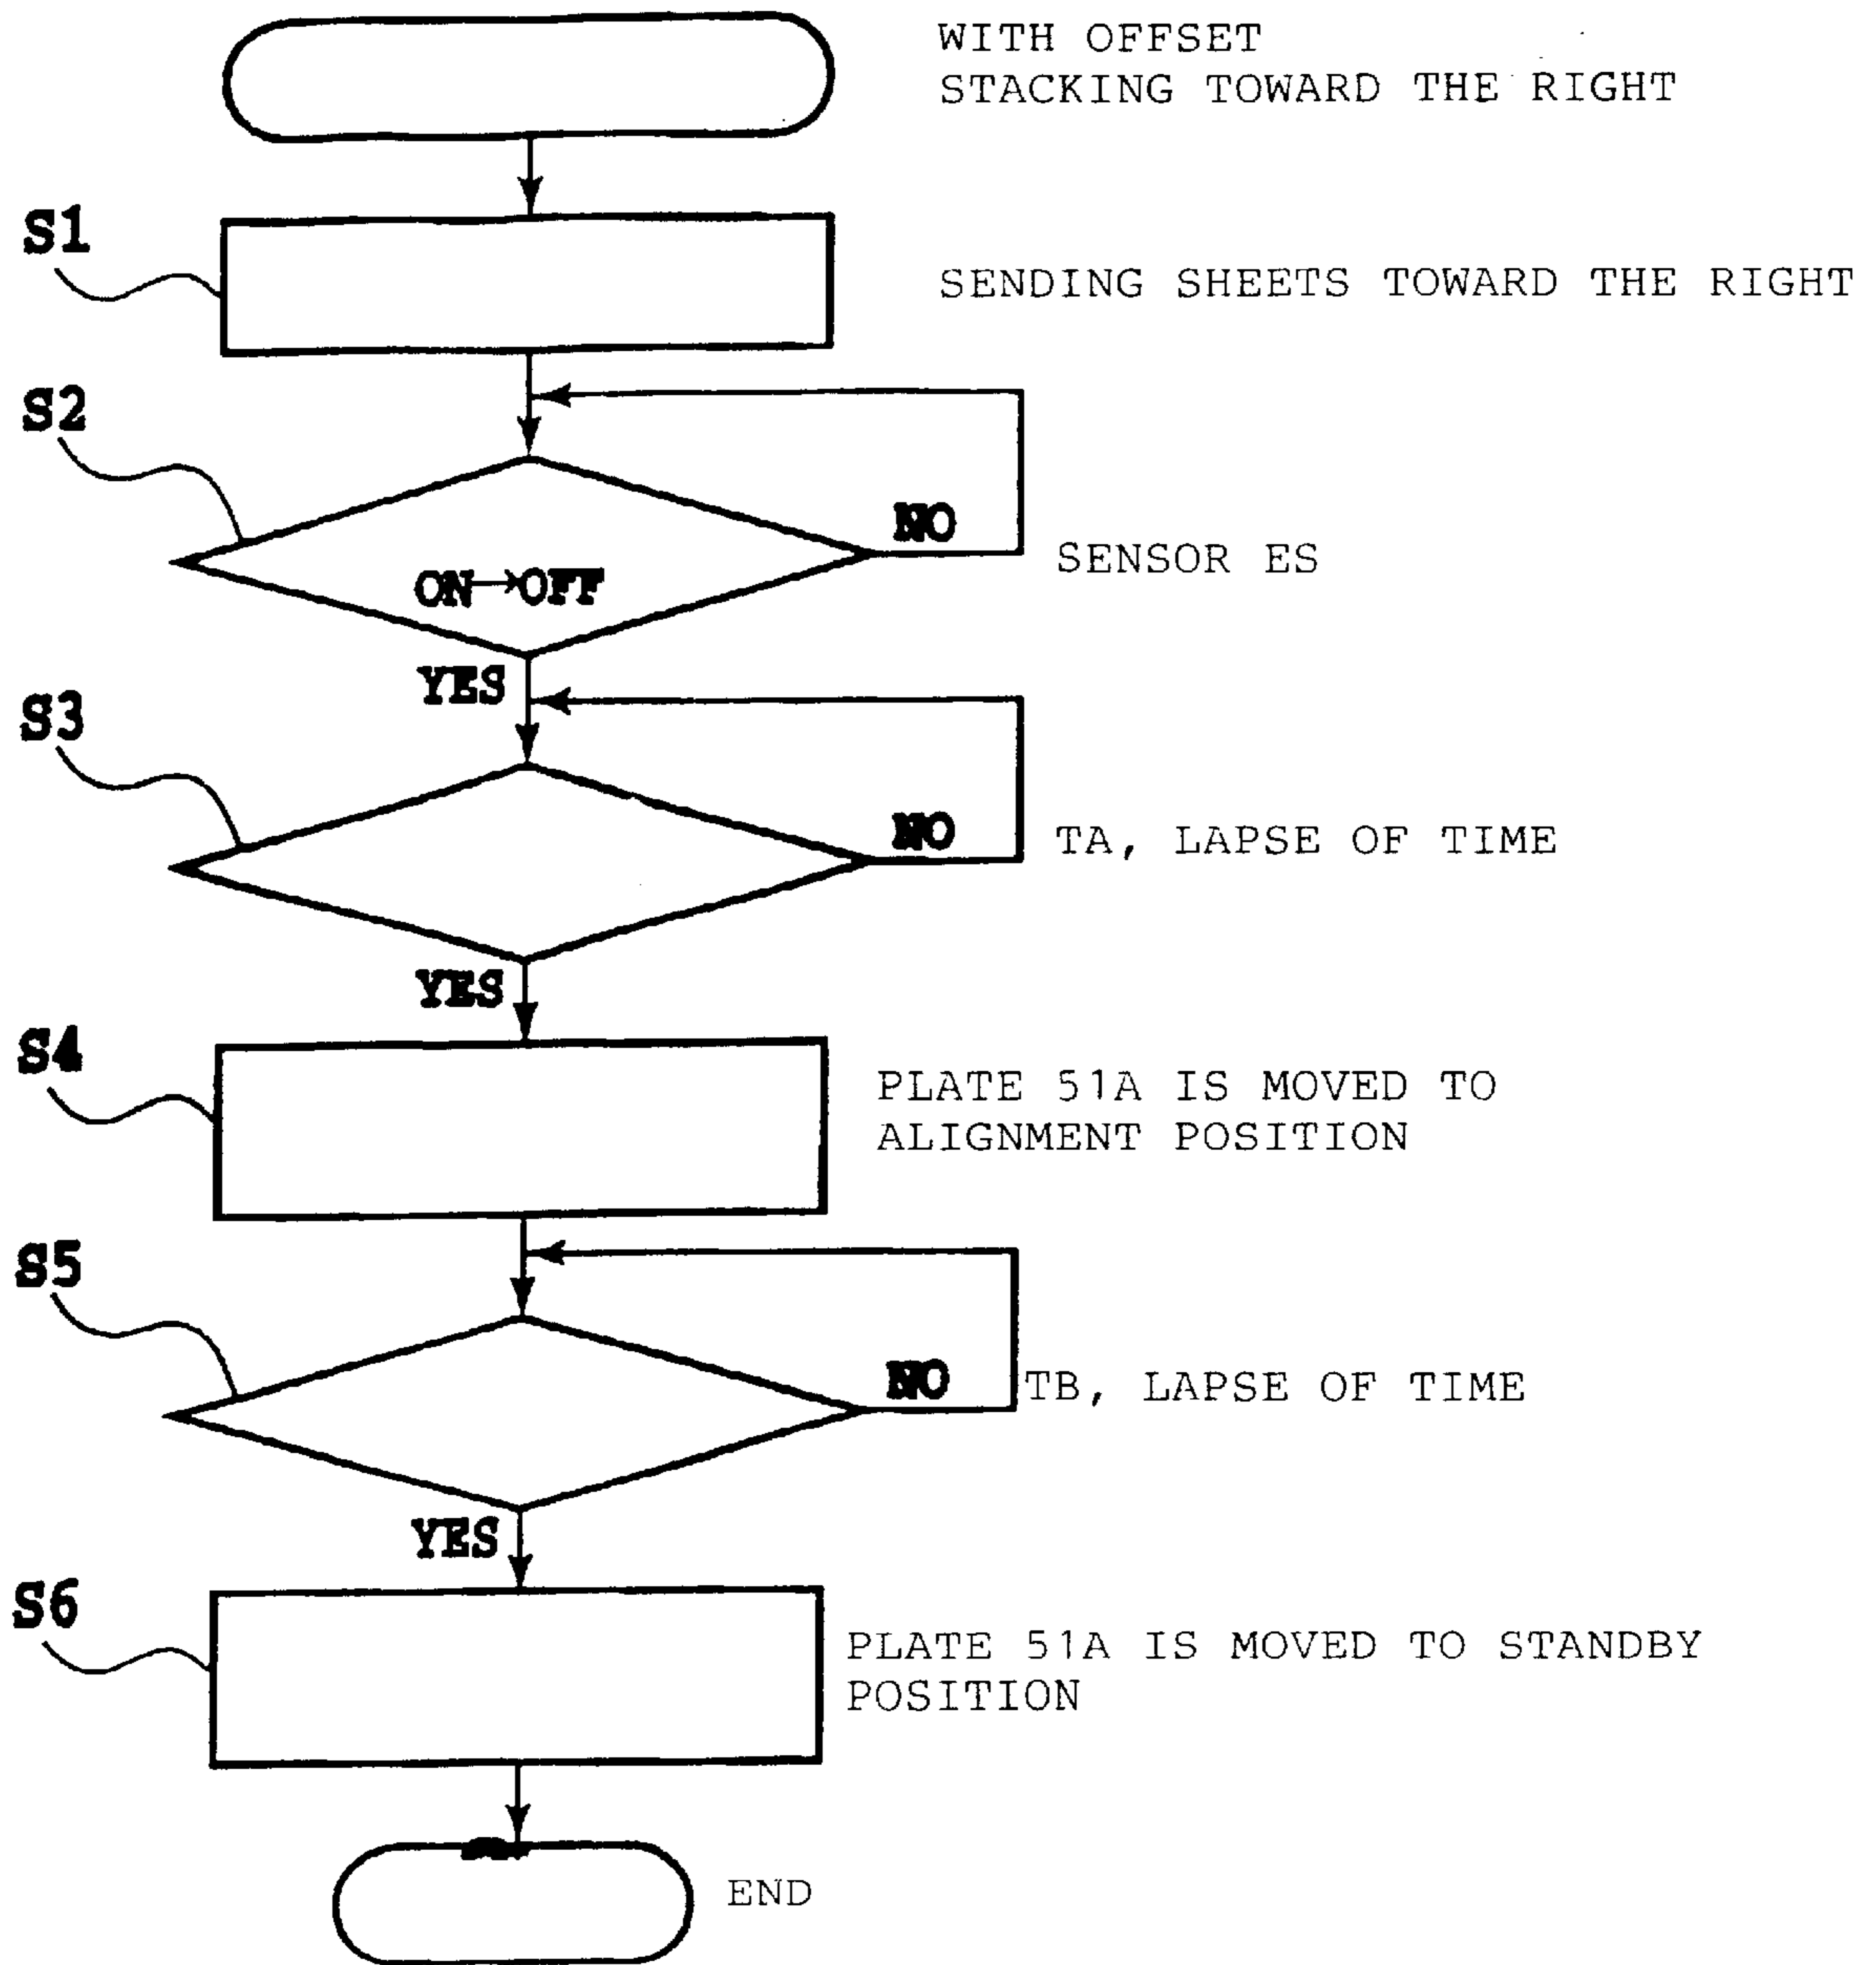 WITH OFFSET
STACKING TOWARD THE RIGHT
S1
SENDING SHEETS TOWARD THE RIGHT
S2
NO
SENSOR ES
ON→OFF
YES
S3
NO
TA, LAPSE OF TIME
YES
S4
PLATE 51A IS MOVED TO
ALIGNMENT POSITION
S5
NO
TB, LAPSE OF TIME
YES
S6
PLATE 51A IS MOVED TO STANDBY
POSITION
END